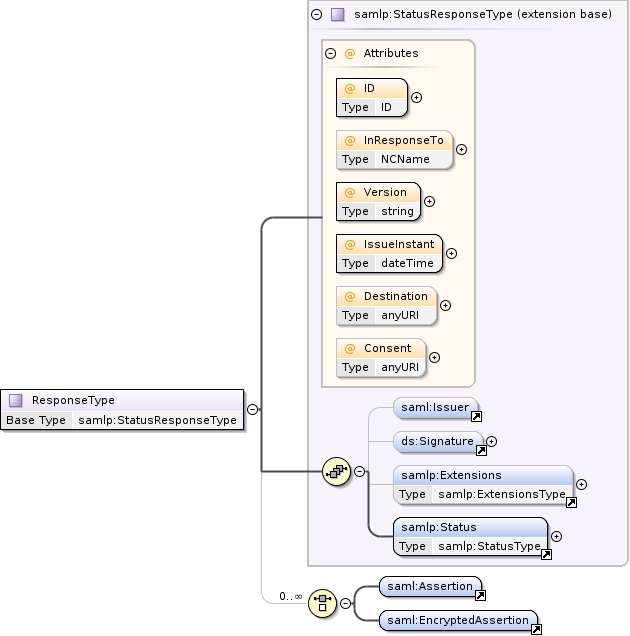 samlp:StatusResponseType (extension base)
@ Attributes
@ ID
Type ID
@ InResponseTo
Type NCName
@ Version
Type string
@ IssueInstant
Type dateTime
@ Destination
Type anyURI
@ Consent
Type anyURI
ResponseType
Base Type samlp:StatusResponseType
saml:Issuer
ds:Signature
samlp:Extensions
Type samlp:ExtensionsType
samlp:Status
Type samlp:StatusType
0..∞
saml:Assertion
saml:EncryptedAssertion